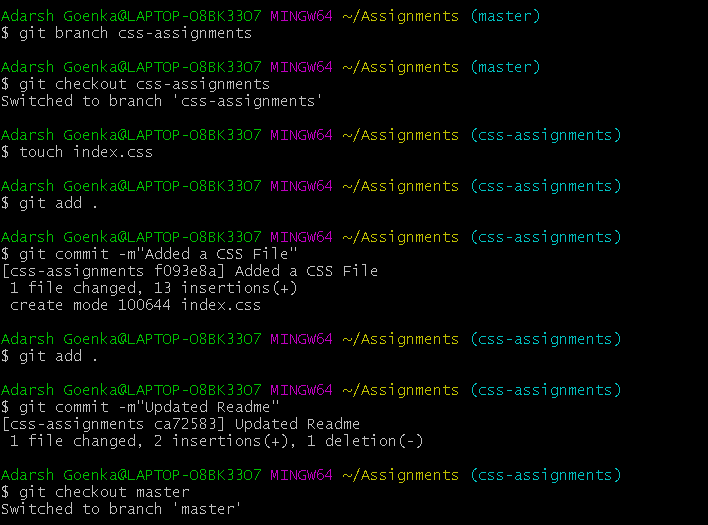 Adarsh Goenka@LAPTOP-O8BK33O7 MINGW64 ~/Assignments (master)
$ git branch css-assignments
Adarsh Goenka@LAPTOP-O8BK33O7 MINGW64 ~/Assignments (master)
$ git checkout css-assignments
Switched to branch 'css-assignments'
Adarsh Goenka@LAPTOP-O8BK33O7 MINGW64 ~/Assignments (css-assignments)
$ touch index.css
Adarsh Goenka@LAPTOP-O8BK33O7 MINGW64 ~/Assignments (css-assignments)
$ git add .
Adarsh Goenka@LAPTOP-O8BK33O7 MINGW64 ~/Assignments (css-assignments)
$ git commit -m"Added a CSS File"
[css-assignments f093e8a] Added a CSS File
 1 file changed, 13 insertions(+)
 create mode 100644 index.css
Adarsh Goenka@LAPTOP-O8BK33O7 MINGW64 ~/Assignments (css-assignments)
$ git add .
Adarsh Goenka@LAPTOP-O8BK33O7 MINGW64 ~/Assignments (css-assignments)
$ git commit -m"Updated Readme"
[css-assignments ca72583] Updated Readme
 1 file changed, 2 insertions(+), 1 deletion(-)
Adarsh Goenka@LAPTOP-O8BK33O7 MINGW64 ~/Assignments (css-assignments)
$ git checkout master
Switched to branch 'master'